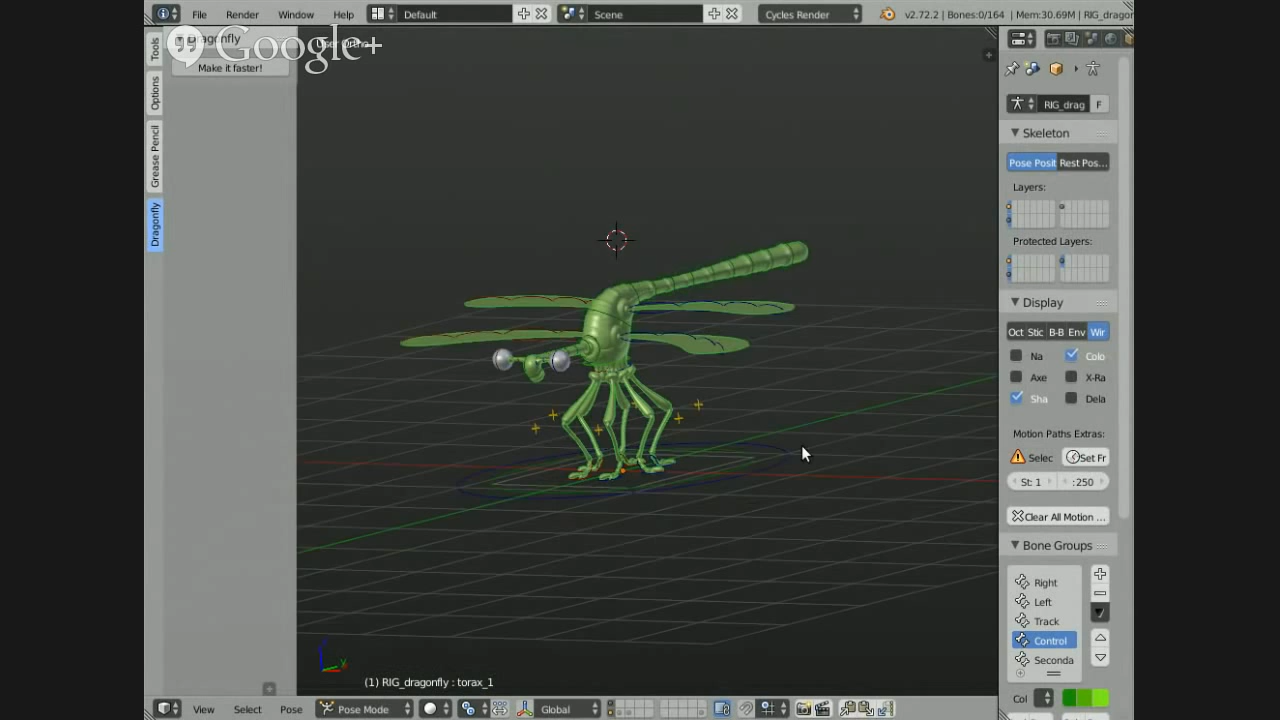 File Render Window Help Default Scene Cycles Render v2.72.2 | Bones:0/164 | Mem:30.69M | RIG_dragon
Google+
Dragonfly
Make it faster!
Tools
Options
Grease Pencil
Dragonfly
RIG_drag F
Skeleton
Pose Posit Rest Pos...
Layers:
Protected Layers:
Display
Oct Stic B-B Env Wir
Na Colo
Axe X-Ra
Sha Dela
Motion Paths Extras:
Selec Set Fr
St: 1 :250
Clear All Motion ...
Bone Groups
Right
Left
Track
Control
Seconda
Col
(1) RIG_dragonfly : torax_1
View Select Pose Pose Mode Global